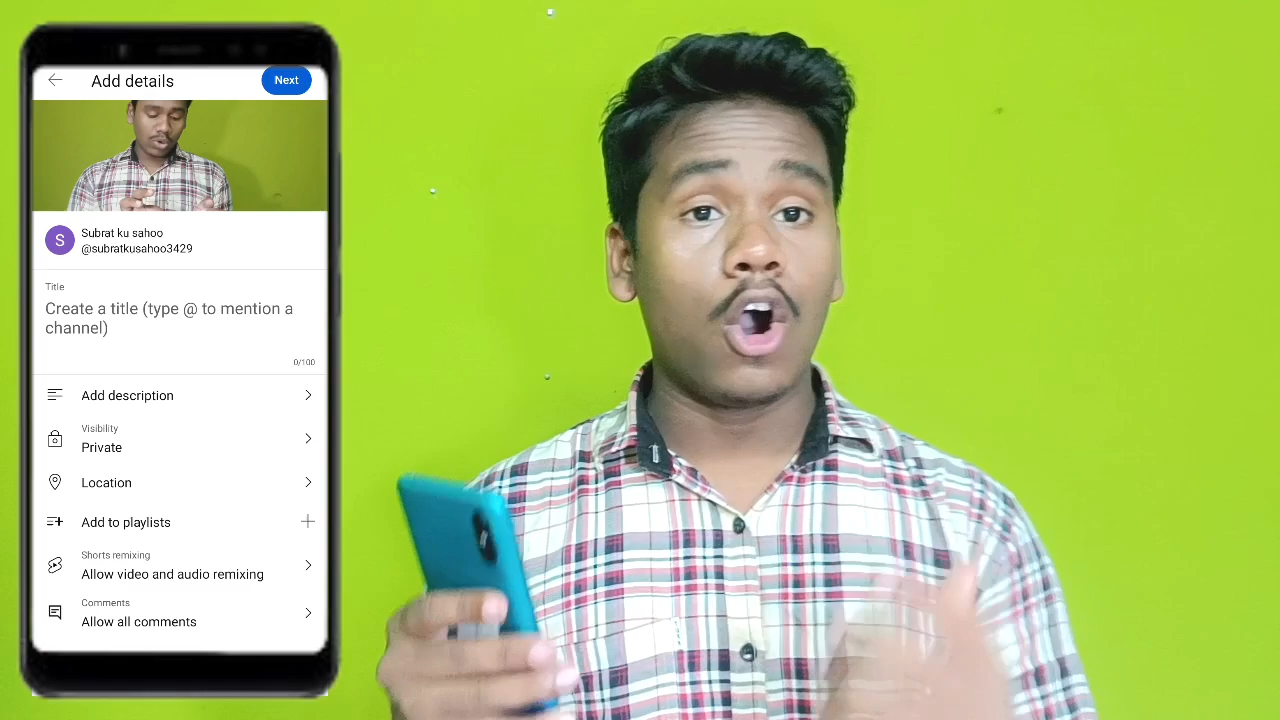 Add details
Next
S
Subrat ku sahoo
@subratkusahoo3429
Title
Create a title (type @ to mention a
channel)
0/100
Add description
Visibility
Private
Location
Add to playlists
Shorts remixing
Allow video and audio remixing
Comments
Allow all comments